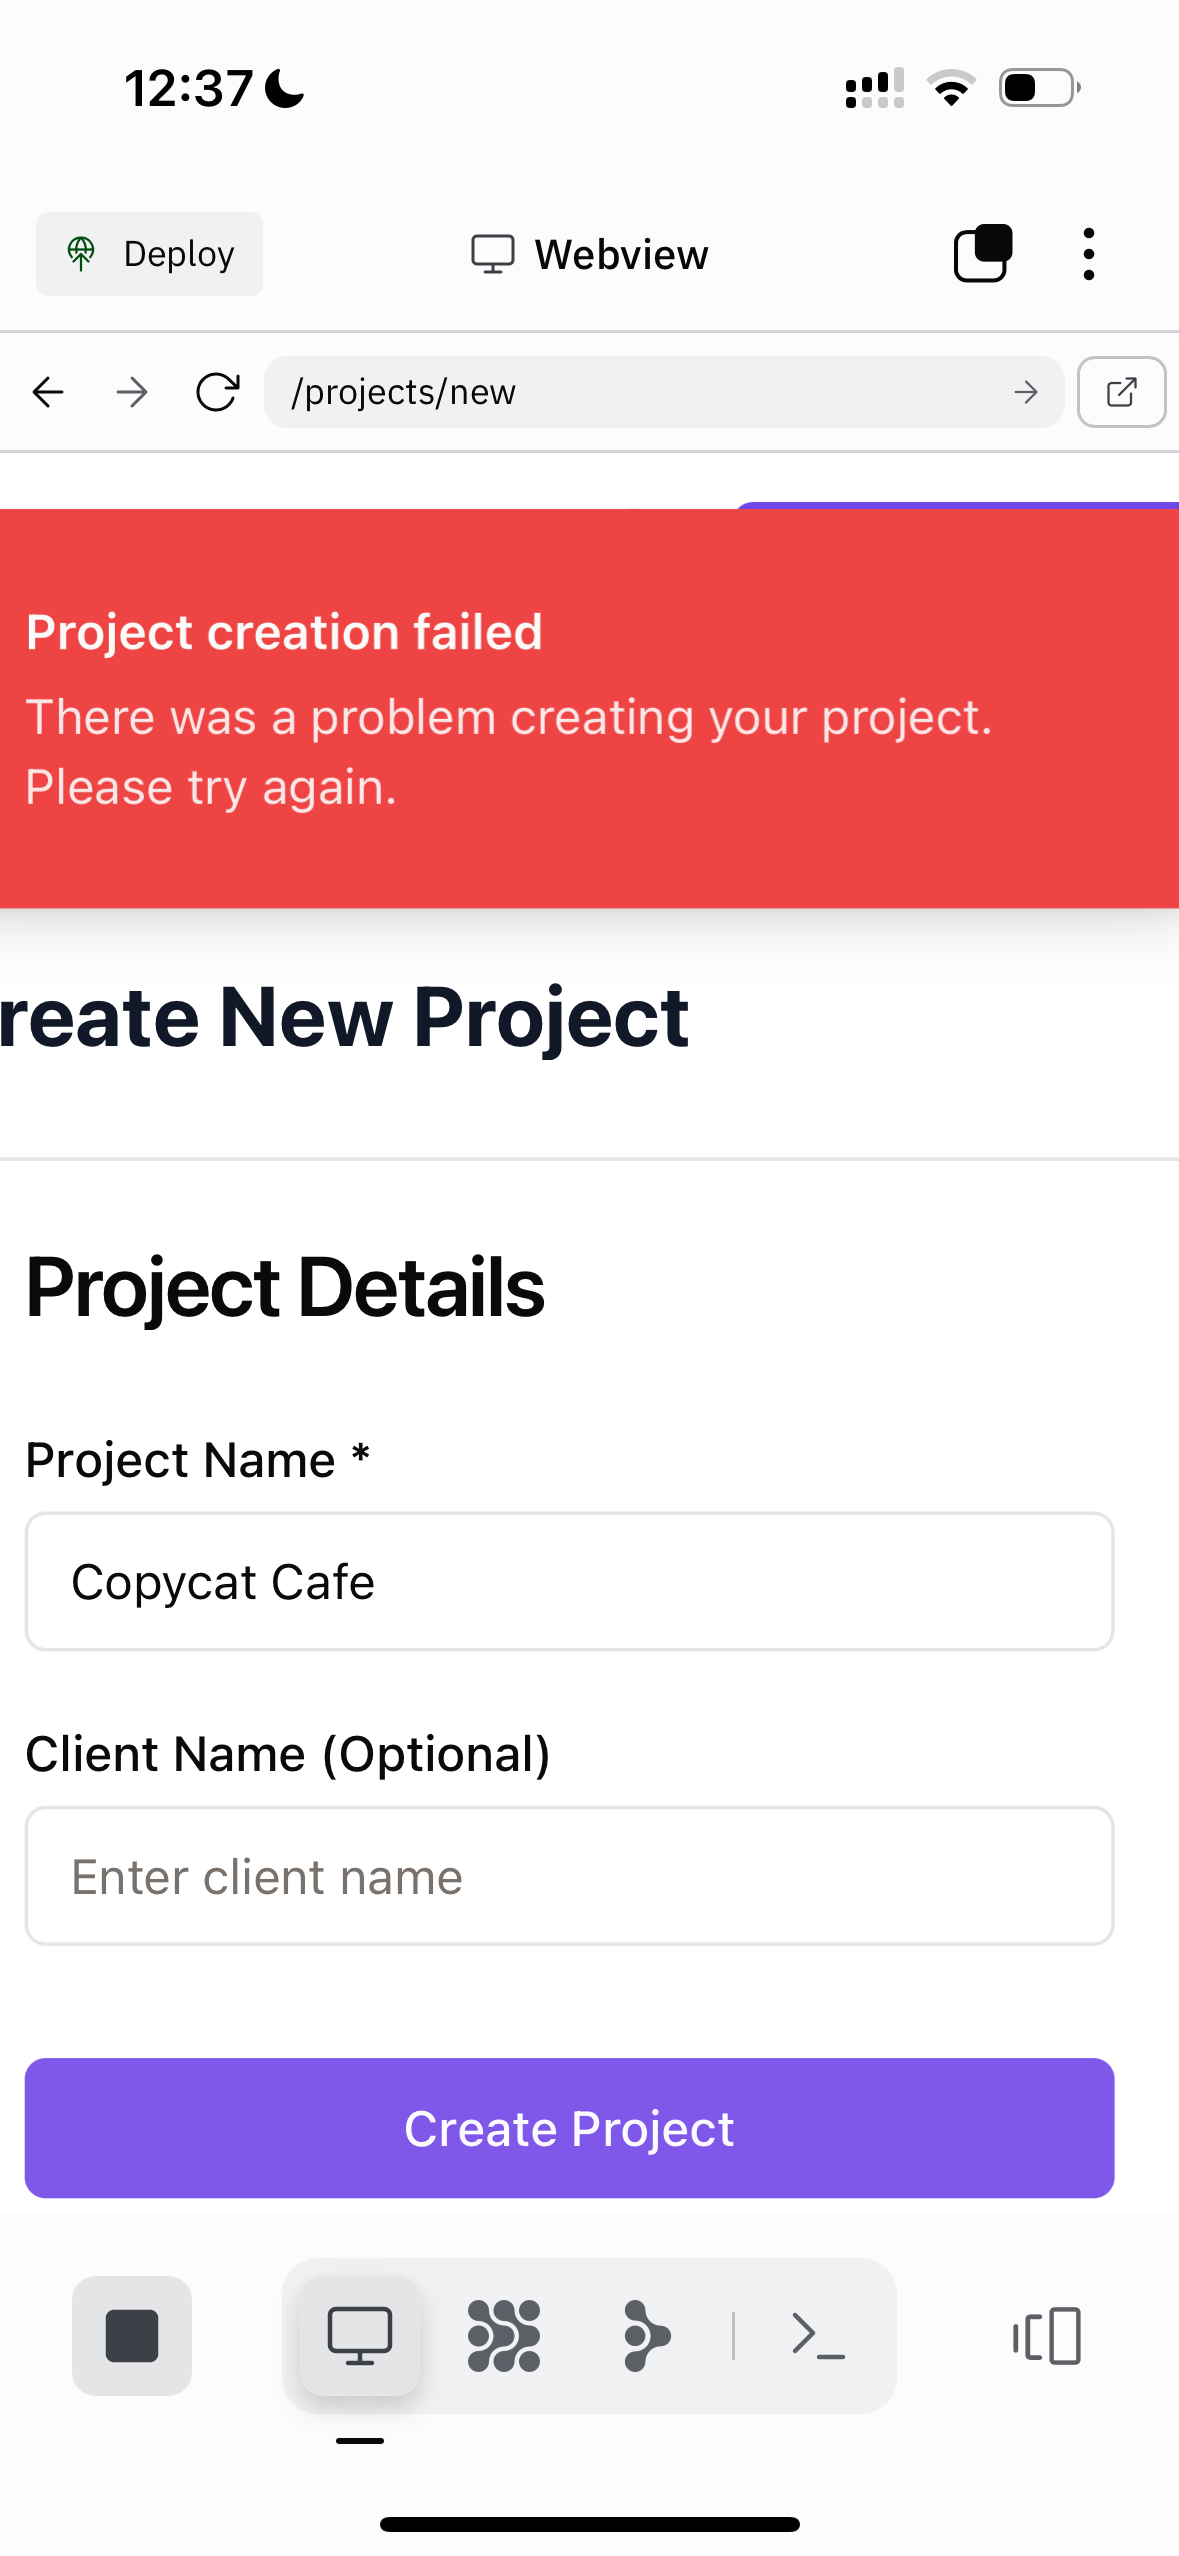 12:37
Deploy
Webview
/projects/new
Project creation failed
There was a problem creating your project.
Please try again.
reate New Project
Project Details
Project Name *
Copycat Cafe
Client Name (Optional)
Enter client name
Create Project